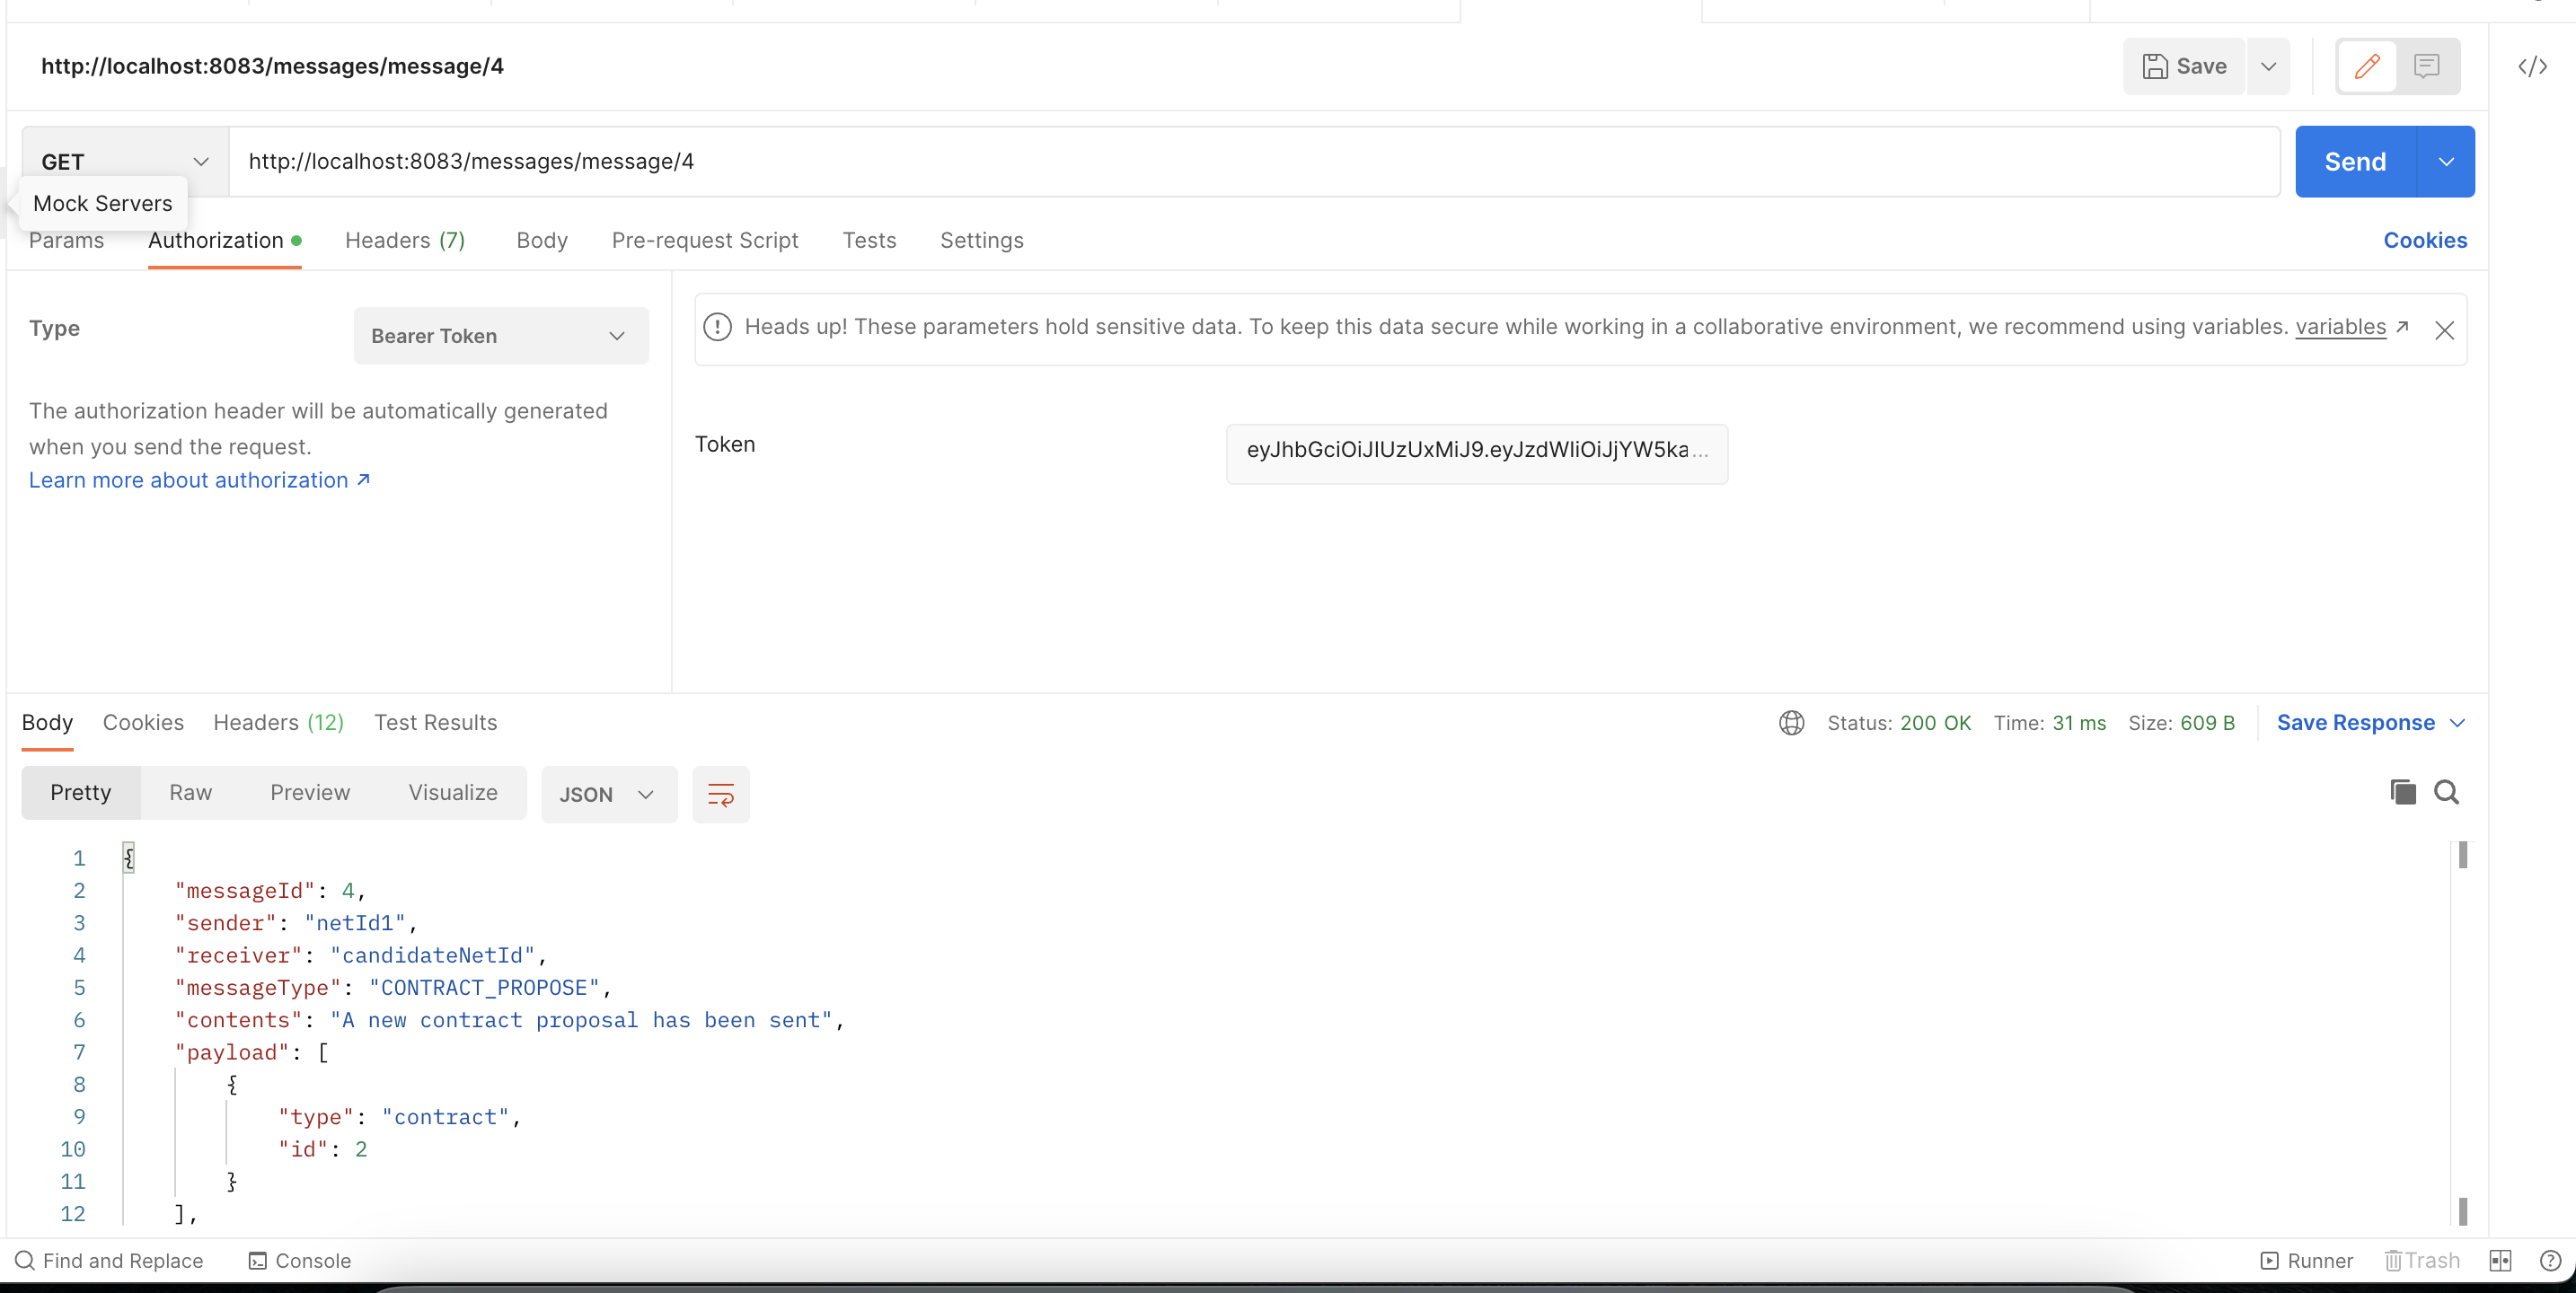 http://localhost:8083/messages/message/4
Save
GET
http://localhost:8083/messages/message/4
Send
Mock Servers
Params Authorization Headers (7) Body Pre-request Script Tests Settings Cookies
Type Bearer Token
Heads up! These parameters hold sensitive data. To keep this data secure while working in a collaborative environment, we recommend using variables. variables ↗
The authorization header will be automatically generated
when you send the request.
Learn more about authorization ↗
Token eyJhbGciOiJIUzUxMiJ9.eyJzdWIiOiJjYW5ka...
Body Cookies Headers (12) Test Results Status: 200 OK Time: 31 ms Size: 609 B Save Response
Pretty Raw Preview Visualize JSON
1 {
2 "messageId": 4,
3 "sender": "netId1",
4 "receiver": "candidateNetId",
5 "messageType": "CONTRACT_PROPOSE",
6 "contents": "A new contract proposal has been sent",
7 "payload": [
8 {
9 "type": "contract",
10 "id": 2
11 }
12 ],
Find and Replace Console Runner Trash